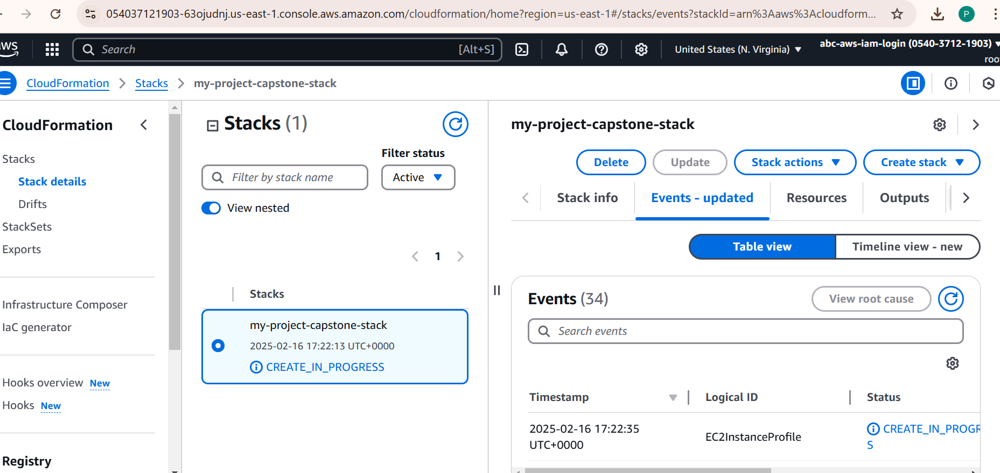 054037121903-63ojudnj.us-east-1.console.aws.amazon.com/cloudformation/home?region=us-east-1#/stacks/events?stackId=arn%3Aaws%3Acloudform...
P
aws
Search
[Alt+S]
United States (N. Virginia)
abc-aws-iam-login (0540-3712-1903)
roo
CloudFormation
Stacks
my-project-capstone-stack
CloudFormation
Stacks
Stack details
Drifts
StackSets
Exports
Infrastructure Composer
IaC generator
Hooks overview New
Hooks New
Registry
Stacks (1)
Filter status
Filter by stack name
Active
View nested
1
Stacks
my-project-capstone-stack
2025-02-16 17:22:13 UTC+0000
CREATE_IN_PROGRESS
my-project-capstone-stack
Delete
Update
Stack actions
Create stack
Stack info
Events - updated
Resources
Outputs
Table view
Timeline view - new
Events (34)
View root cause
Search events
Timestamp
Logical ID
Status
2025-02-16 17:22:35
UTC+0000
EC2InstanceProfile
CREATE_IN_PROGR
S